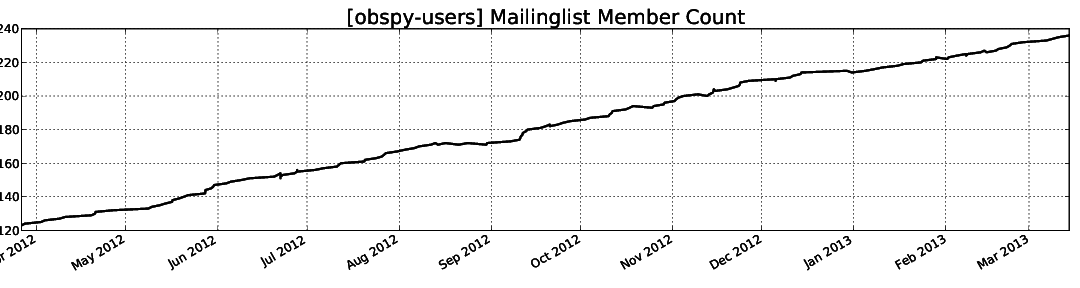 [obspy-users] Mailinglist Member Count
240
220
200
180
160
140
120
r 2012
May 2012
Jun 2012
Jul 2012
Aug 2012
Sep 2012
Oct 2012
Nov 2012
Dec 2012
Jan 2013
Feb 2013
Mar 2013